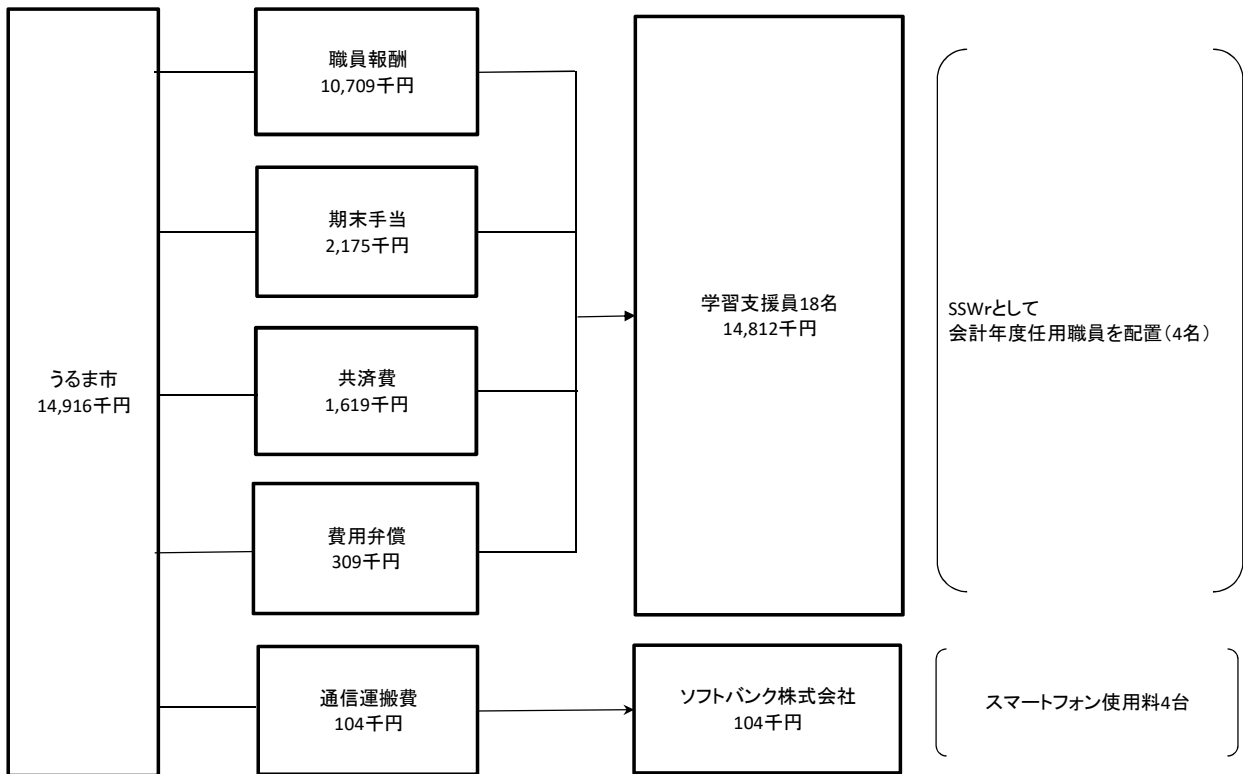 職員報酬
10,709千円
期末手当
2,175千円
学習支援員18名
14,812千円
SSWrとして
会計年度任用職員を配置（4名）
うるま市
14,916千円
共済費
1,619千円
費用弁償
309千円
通信運搬費
104千円
ソフトバンク株式会社
104千円
スマートフォン使用料4台